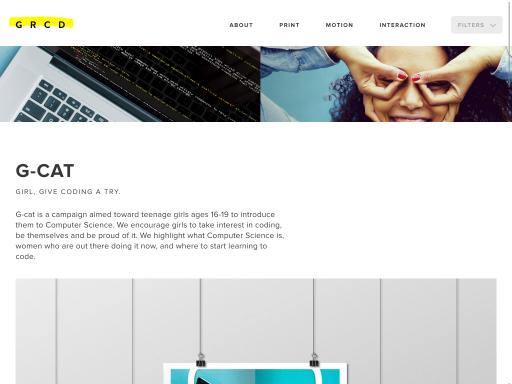 GRCD
ABOUT PRINT MOTION INTERACTION FILTERS
G-CAT
GIRL, GIVE CODING A TRY.
G-cat is a campaign aimed toward teenage girls ages 16-19 to introduce
them to Computer Science. We encourage girls to take interest in coding,
be themselves and be proud of it. We highlight what Computer Science is,
women who are out there doing it now, and where to start learning to
code.